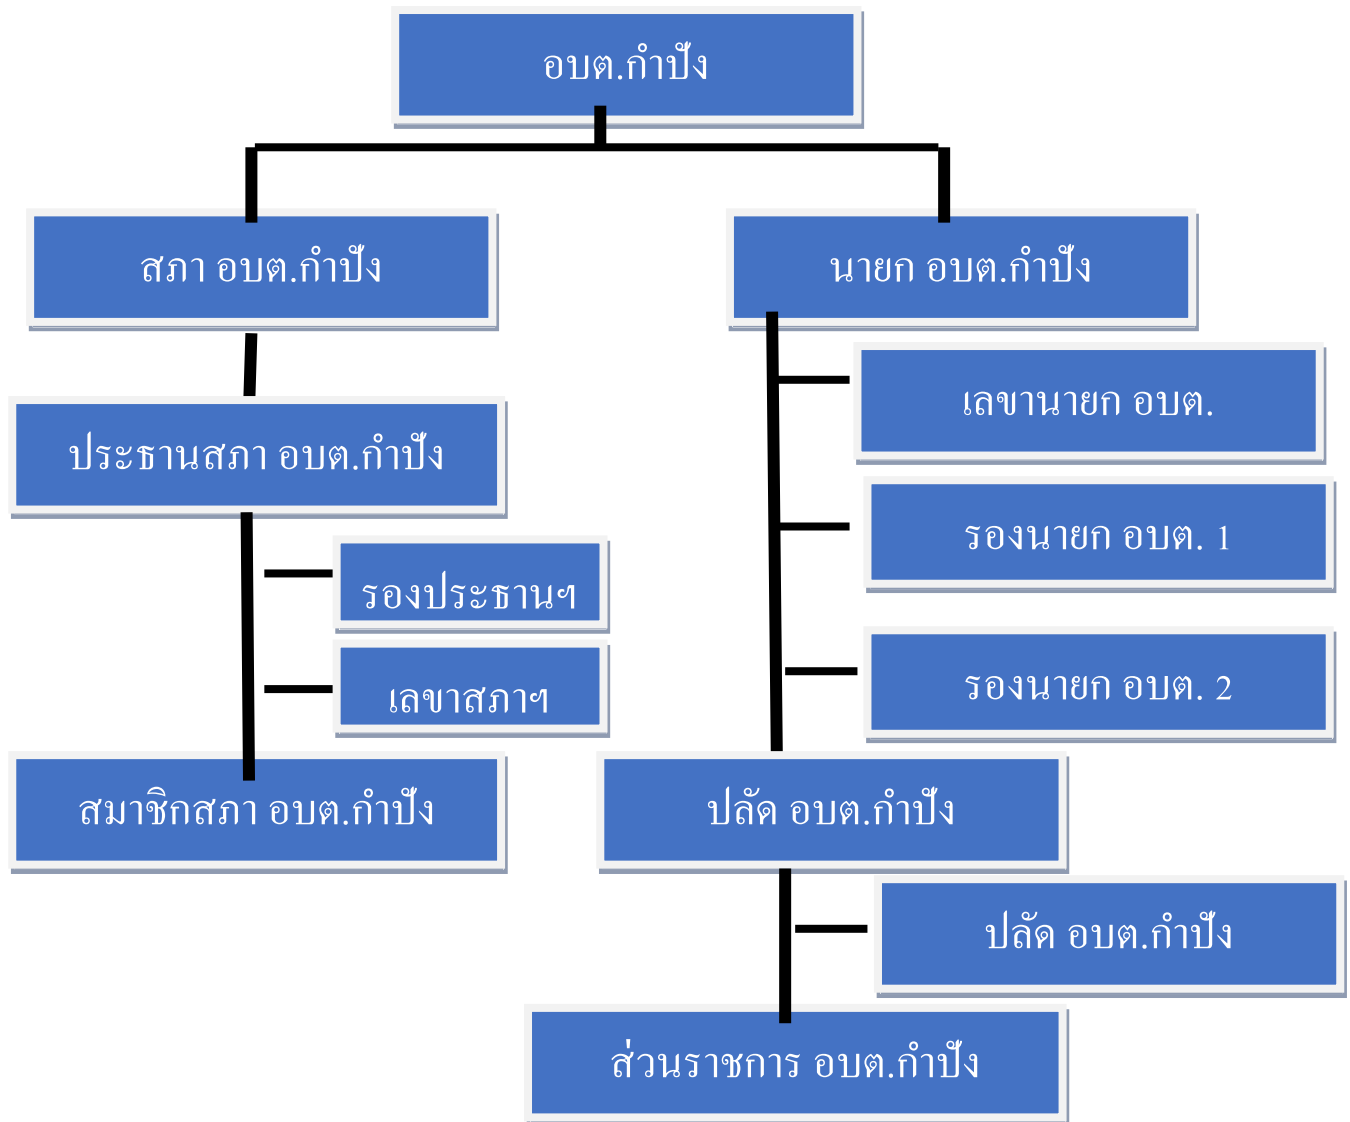 อบต.กำปัง
สภา อบต.กำปัง
นายก อบต.กำปัง
เลขานายก อบต.
ประธานสภา อบต.กำปัง
รองนายก อบต. 1
รองประธานฯ
เลขาสภาฯ
รองนายก อบต. 2
สมาชิกสภา อบต.กำปัง
ปลัด อบต.กำปัง
ปลัด อบต.กำปัง
ส่วนราชการ อบต.กำปัง